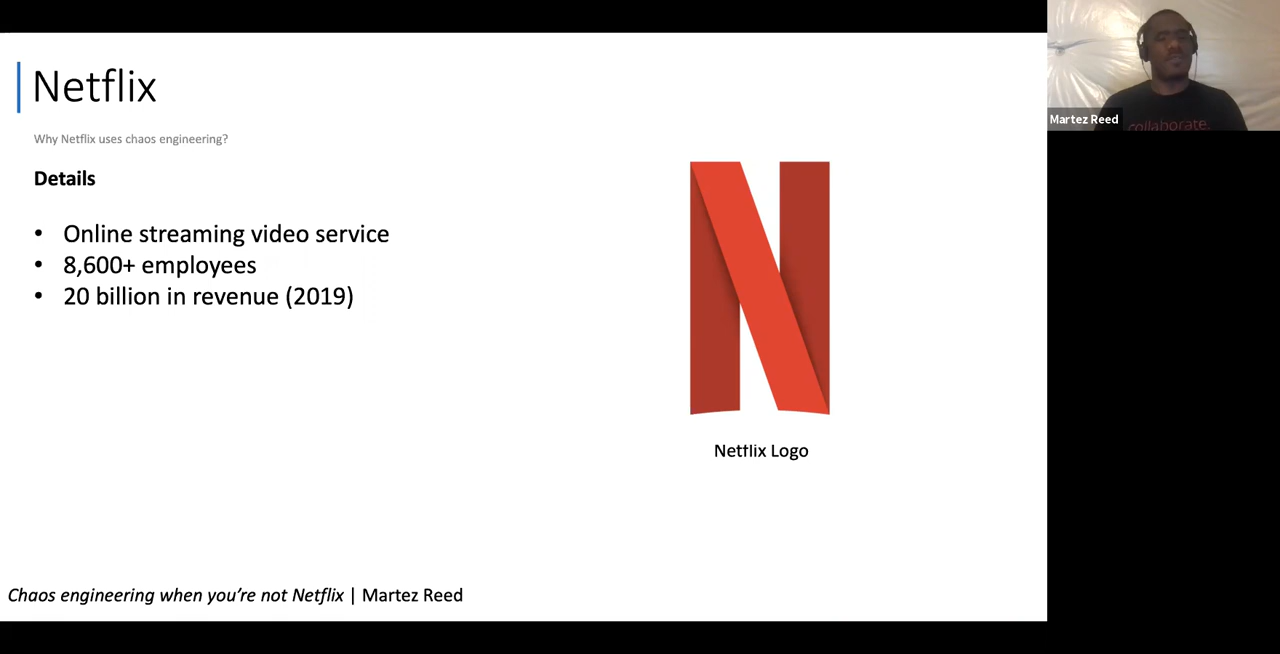 Netflix
Why Netflix uses chaos engineering?
Details
• Online streaming video service
• 8,600+ employees
• 20 billion in revenue (2019)
Netflix Logo
Chaos engineering when you're not Netflix | Martez Reed
Martez Reed
collaborate.